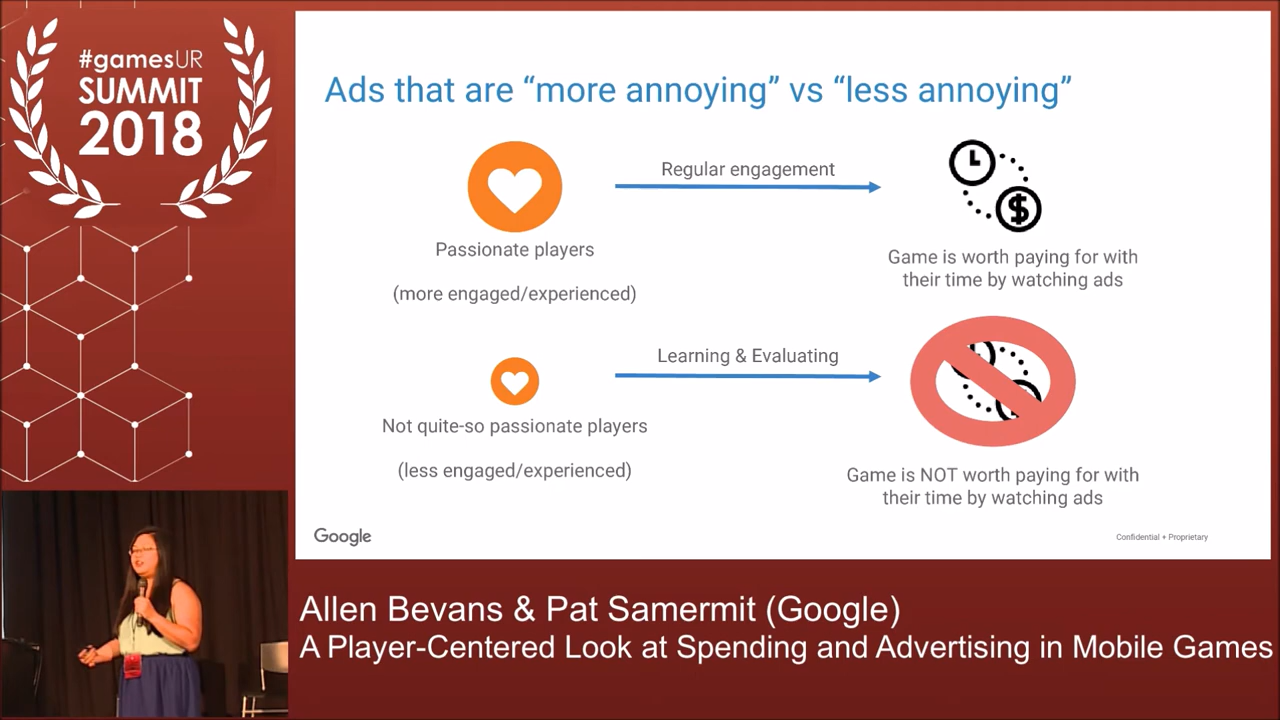 #gamesUR
SUMMIT
2018
Ads that are “more annoying” vs “less annoying”
Regular engagement
Passionate players
(more engaged/experienced)
Game is worth paying for with
their time by watching ads
Learning & Evaluating
Not quite-so passionate players
(less engaged/experienced)
Game is NOT worth paying for with
their time by watching ads
Google
Confidential + Proprietary
Allen Bevans & Pat Samermit (Google)
A Player-Centered Look at Spending and Advertising in Mobile Games